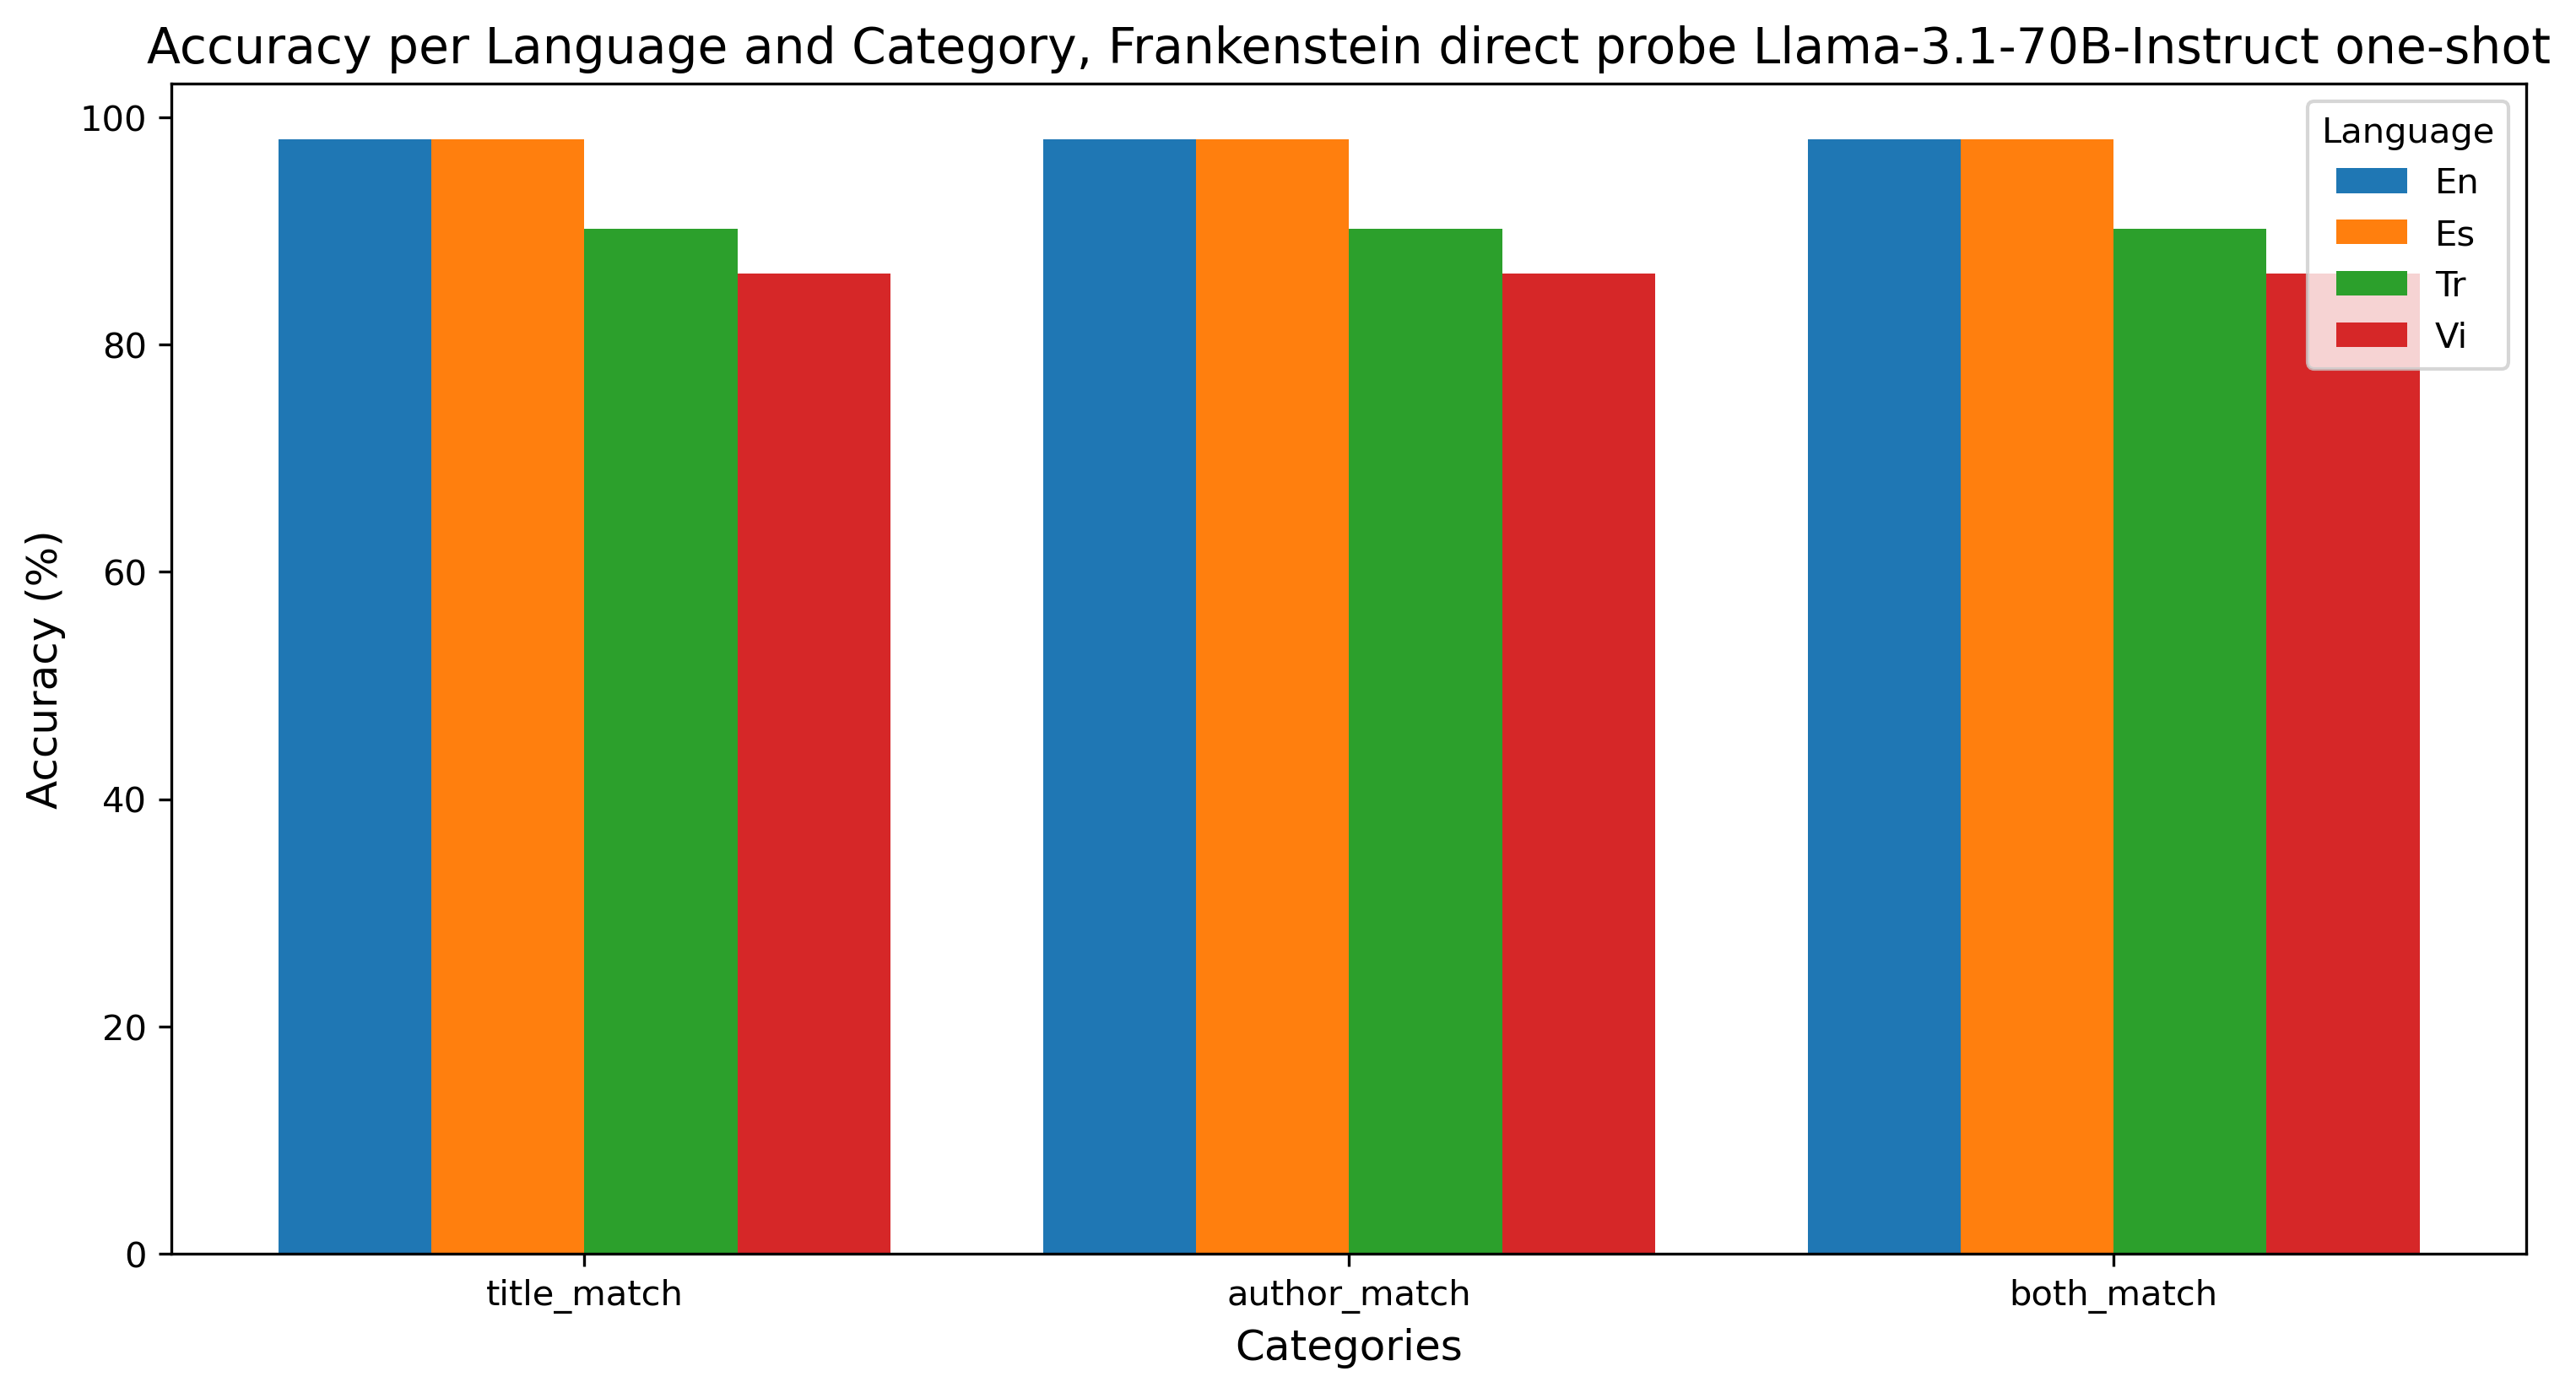 Accuracy per Language and Category, Frankenstein direct probe Llama-3.1-70B-Instruct one-shot
Language
En
Es
Tr
Vi
Accuracy (%)
100
80
60
40
20
0
title_match
author_match
both_match
Categories